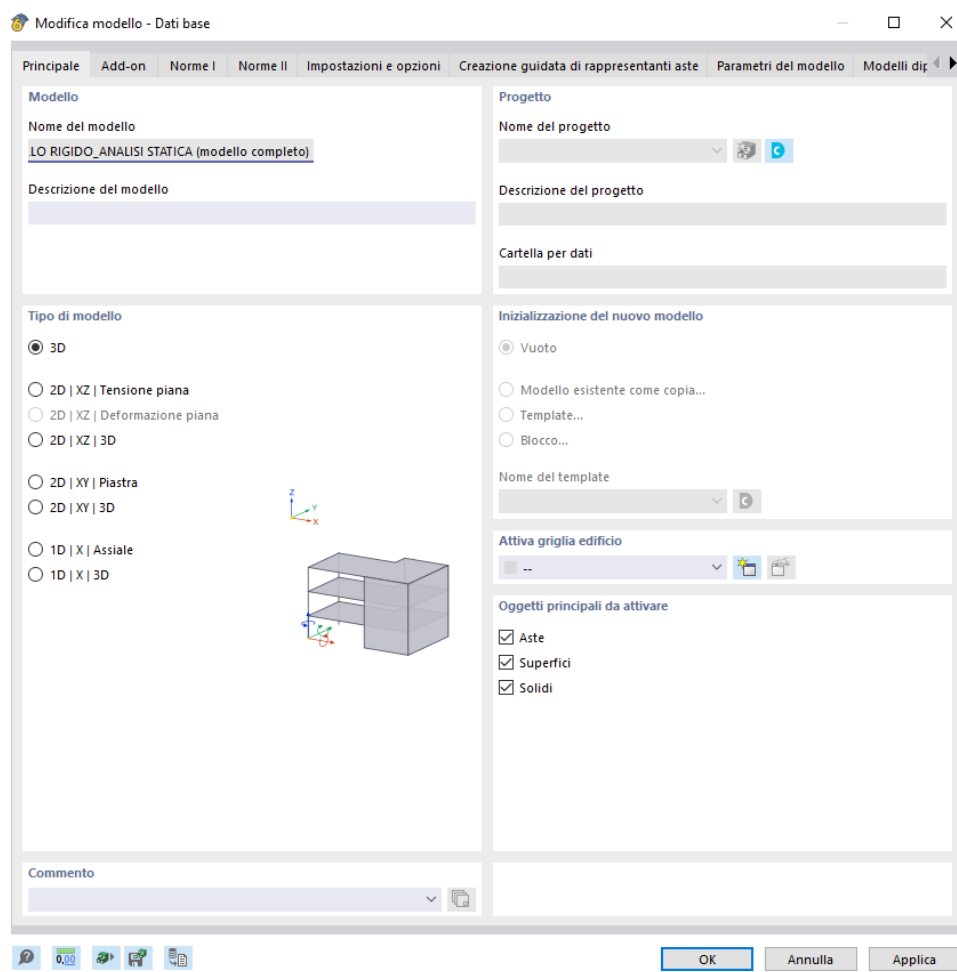 Modifica modello - Dati base
Principale Add-on Norme I Norme II Impostazioni e opzioni Creazione guidata di rappresentanti aste Parametri del modello Modelli
Modello
Nome del modello
LO RIGIDO_ANALISI STATICA (modello completo)
Descrizione del modello
Progetto
Nome del progetto
Descrizione del progetto
Cartella per dati
Tipo di modello
3D
2D | XZ | Tensione piana
2D | XZ | Deformazione piana
2D | XZ | 3D
2D | XY | Piastra
2D | XY | 3D
1D | X | Assiale
1D | X | 3D
Z
Y
X
Inizializzazione del nuovo modello
Vuoto
Modello esistente come copia...
Template...
Blocco...
Nome del template
Attiva griglia edificio
--
Oggetti principali da attivare
Aste
Superfici
Solidi
Commento
0,00
OK Annulla Applica